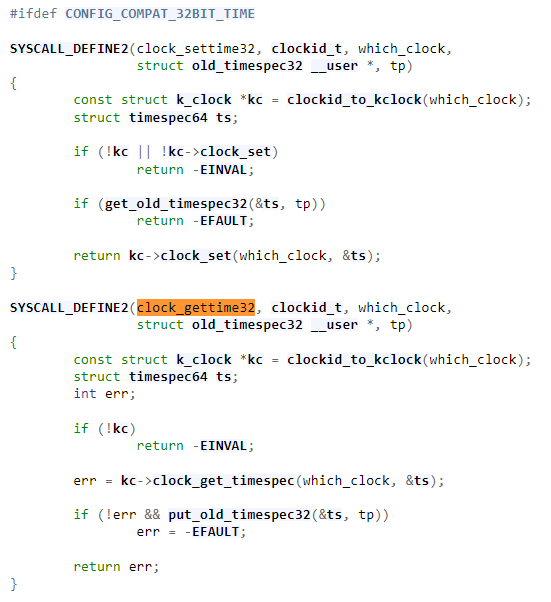 #ifdef CONFIG_COMPAT_32BIT_TIME
SYSCALL_DEFINE2(clock_settime32, clockid_t, which_clock,
struct old_timespec32 __user *, tp)
{
const struct k_clock *kc = clockid_to_kclock(which_clock);
struct timespec64 ts;
if (!kc || !kc->clock_set)
return -EINVAL;
if (get_old_timespec32(&ts, tp))
return -EFAULT;
return kc->clock_set(which_clock, &ts);
}
SYSCALL_DEFINE2(clock_gettime32, clockid_t, which_clock,
struct old_timespec32 __user *, tp)
{
const struct k_clock *kc = clockid_to_kclock(which_clock);
struct timespec64 ts;
int err;
if (!kc)
return -EINVAL;
err = kc->clock_get_timespec(which_clock, &ts);
if (!err && put_old_timespec32(&ts, tp))
err = -EFAULT;
return err;
}